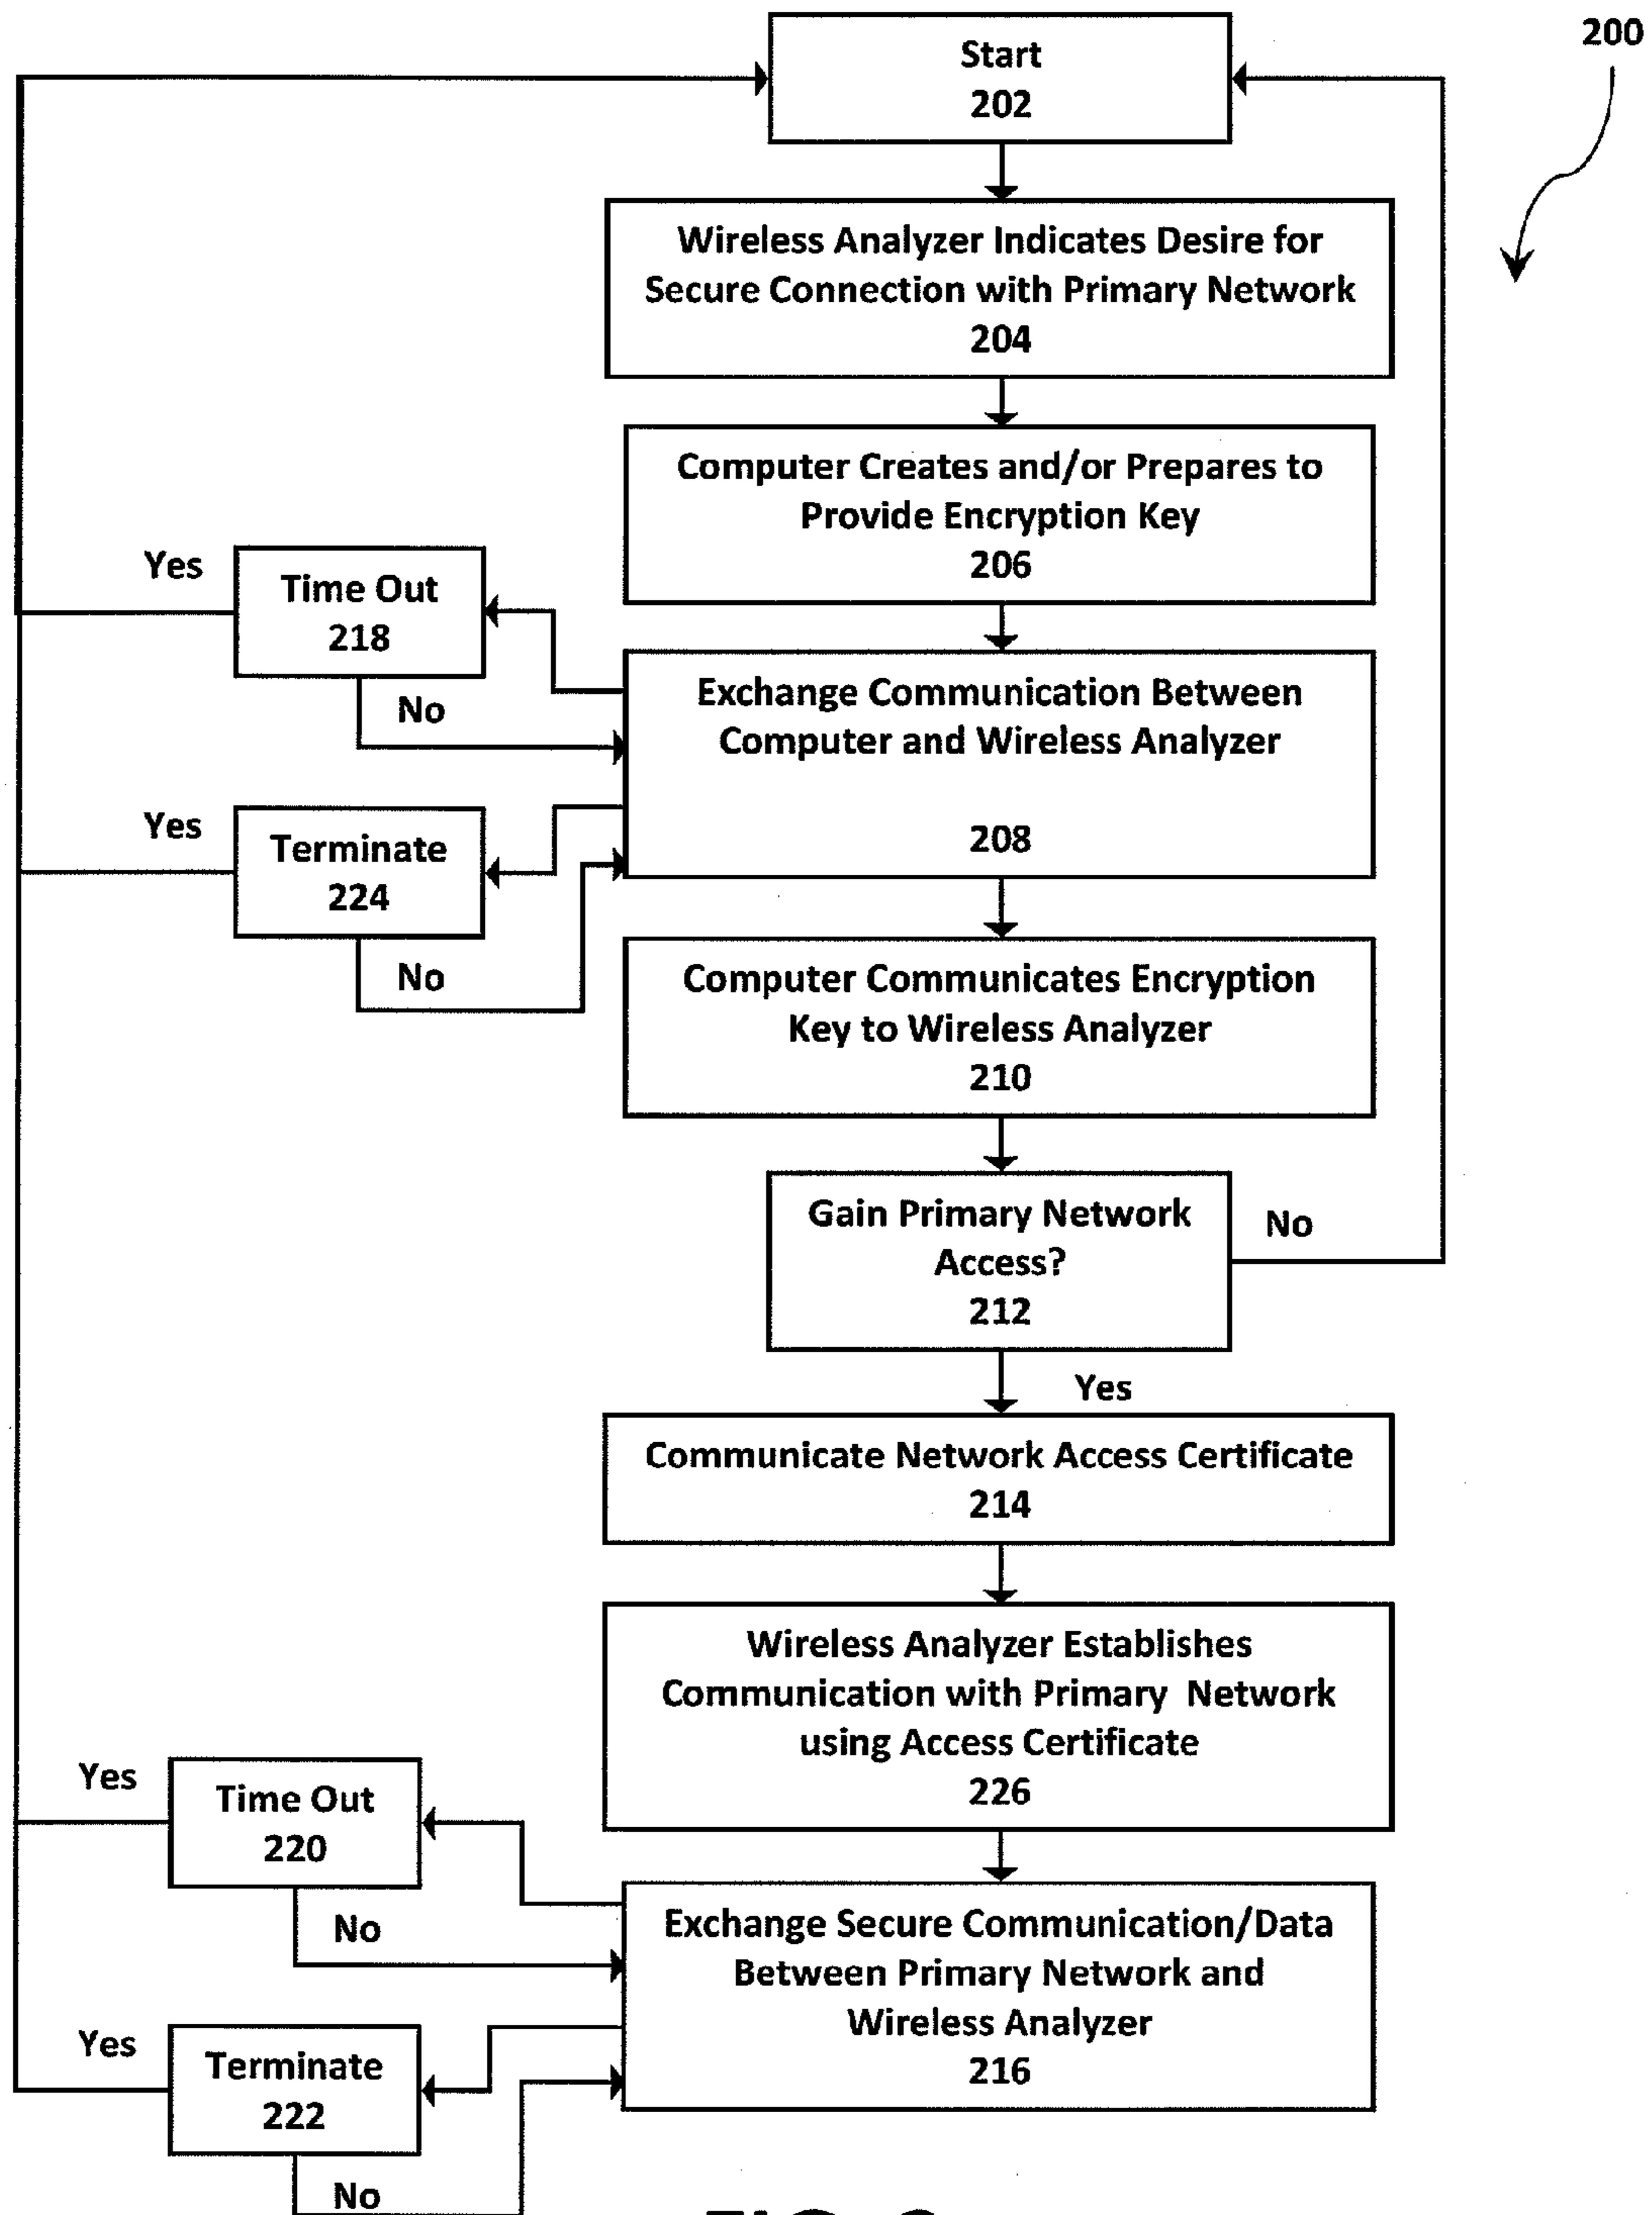 200
Start
202
Wireless Analyzer Indicates Desire for
Secure Connection with Primary Network
204
Computer Creates and/or Prepares to
Provide Encryption Key
206
Yes
Time Out
218
No
Exchange Communication Between
Computer and Wireless Analyzer
208
Yes
Terminate
224
No
Computer Communicates Encryption
Key to Wireless Analyzer
210
Gain Primary Network
Access?
212
No
Yes
Communicate Network Access Certificate
214
Wireless Analyzer Establishes
Communication with Primary Network
using Access Certificate
226
Yes
Time Out
220
No
Exchange Secure Communication/Data
Between Primary Network and
Wireless Analyzer
216
Yes
Terminate
222
No